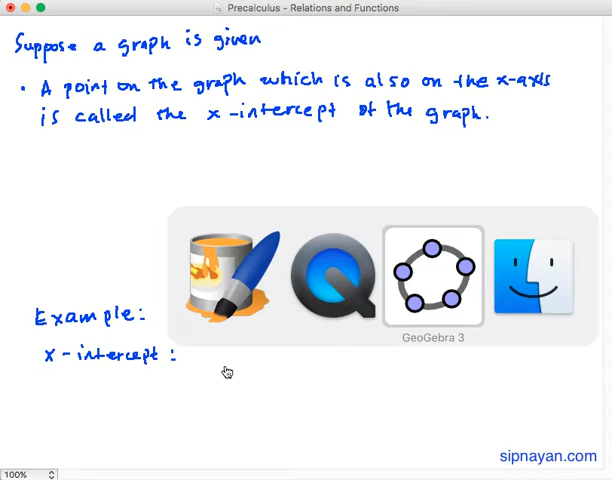 Precalculus - Relations and Functions
Suppose a graph is given
• A point on the graph which is also on the x-axis
is called the x-intercept of the graph.
GeoGebra 3
Example:
x-intercept:
sipnayan.com
100%